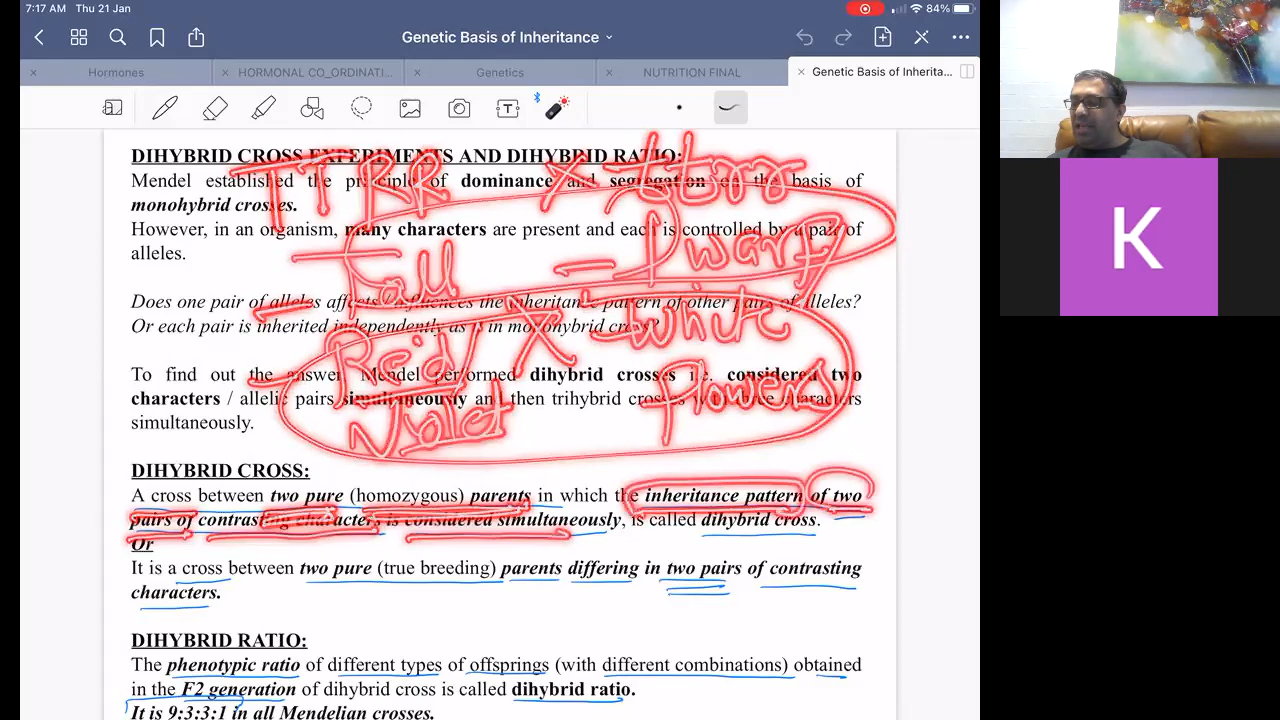 7:17 AM Thu 21 Jan
84%
Genetic Basis of Inheritance
Hormones
HORMONAL CO_ORDINATI...
Genetics
NUTRITION FINAL
Genetic Basis of Inherita...
DIHYBRID CROSS EXPERIMENTS AND DIHYBRID RATIO:
Mendel established the principle of dominance and segregation on the basis of
monohybrid crosses.
However, in an organism, many characters are present and each is controlled by a pair of
alleles.
Does one pair of alleles affects / influences the inheritance pattern of other pairs of alleles?
Or each pair is inherited independently as it in monohybrid cross?
To find out the answer, Mendel performed dihybrid crosses i.e. considered two
characters / allelic pairs simultaneously and then trihybrid crosses with three characters
simultaneously.
TTRR X ttrr
Tall - Dwarf
Red/ X - White
Violet Flowers
DIHYBRID CROSS:
A cross between two pure (homozygous) parents in which the inheritance pattern of two
pairs of contrasting characters is considered simultaneously, is called dihybrid cross.
Or
It is a cross between two pure (true breeding) parents differing in two pairs of contrasting
characters.
DIHYBRID RATIO:
The phenotypic ratio of different types of offsprings (with different combinations) obtained
in the F2 generation of dihybrid cross is called dihybrid ratio.
It is 9:3:3:1 in all Mendelian crosses.
K